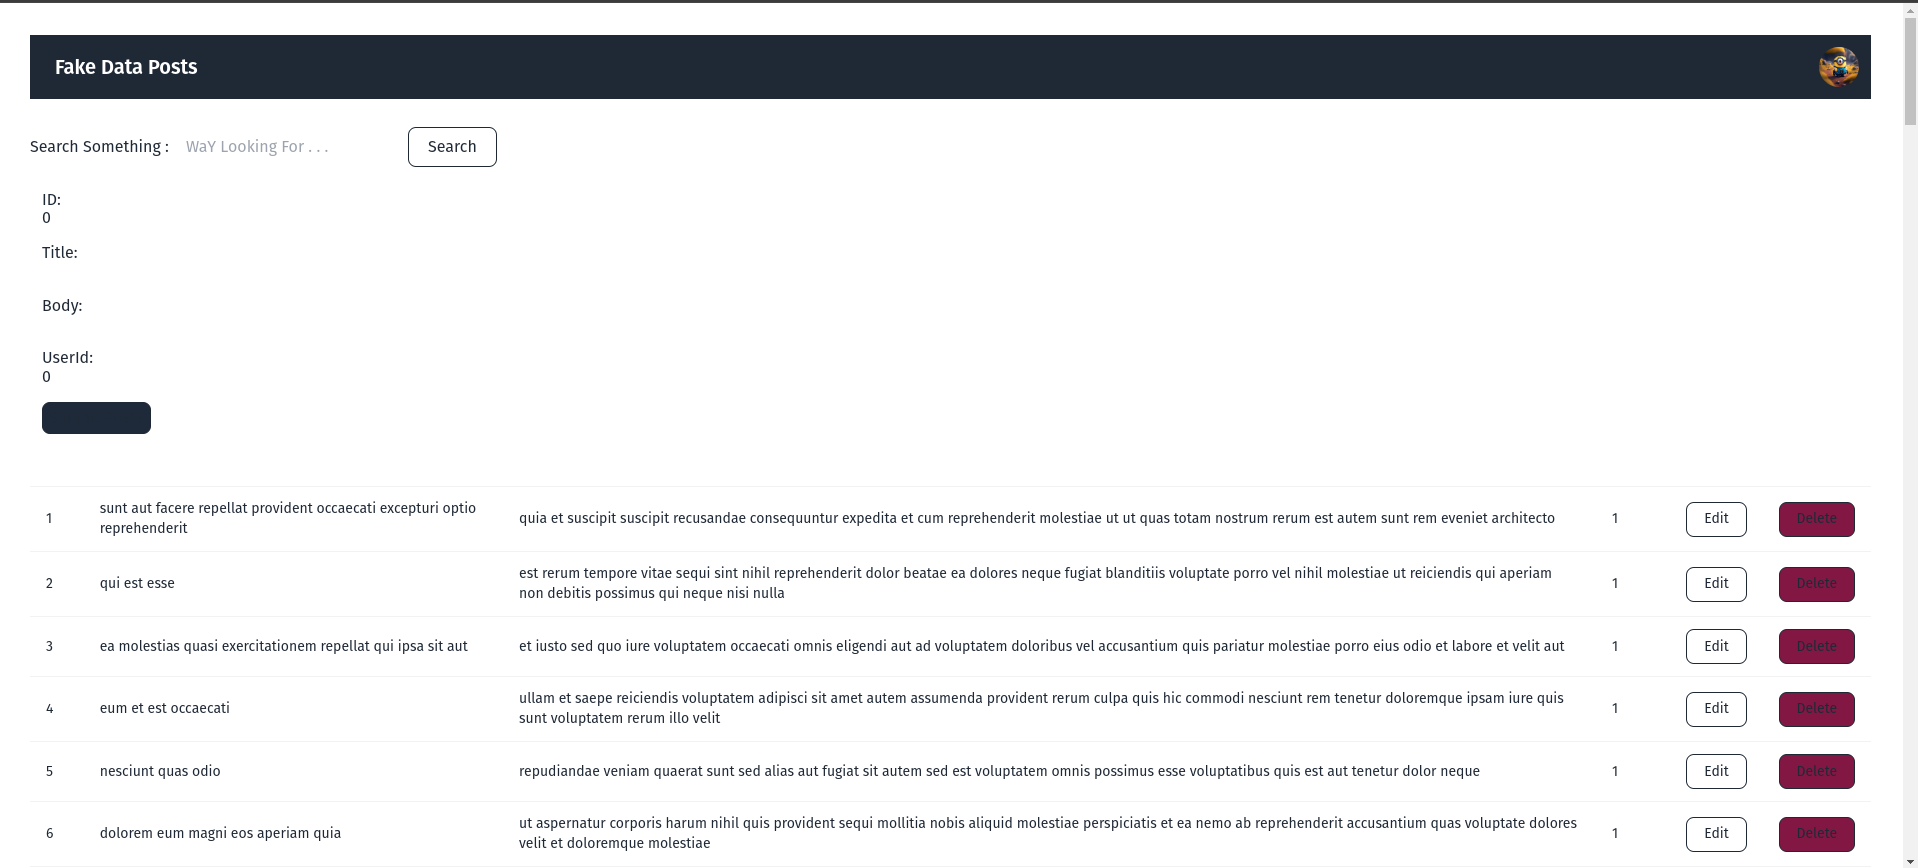 Fake Data Posts
Search Something : WaY Looking For . . . Search
ID:
0
Title:
Body:
UserId:
0
1 sunt aut facere repellat provident occaecati excepturi optio reprehenderit quia et suscipit suscipit recusandae consequuntur expedita et cum reprehenderit molestiae ut ut quas totam nostrum rerum est autem sunt rem eveniet architecto 1 Edit Delete
2 qui est esse est rerum tempore vitae sequi sint nihil reprehenderit dolor beatae ea dolores neque fugiat blanditiis voluptate porro vel nihil molestiae ut reiciendis qui aperiam non debitis possimus qui neque nisi nulla 1 Edit Delete
3 ea molestias quasi exercitationem repellat qui ipsa sit aut et iusto sed quo iure voluptatem occaecati omnis eligendi aut ad voluptatem doloribus vel accusantium quis pariatur molestiae porro eius odio et labore et velit aut 1 Edit Delete
4 eum et est occaecati ullam et saepe reiciendis voluptatem adipisci sit amet autem assumenda provident rerum culpa quis hic commodi nesciunt rem tenetur doloremque ipsam iure quis sunt voluptatem rerum illo velit 1 Edit Delete
5 nesciunt quas odio repudiandae veniam quaerat sunt sed alias aut fugiat sit autem sed est voluptatem omnis possimus esse voluptatibus quis est aut tenetur dolor neque 1 Edit Delete
6 dolorem eum magni eos aperiam quia ut aspernatur corporis harum nihil quis provident sequi mollitia nobis aliquid molestiae perspiciatis et ea nemo ab reprehenderit accusantium quas voluptate dolores velit et doloremque molestiae 1 Edit Delete